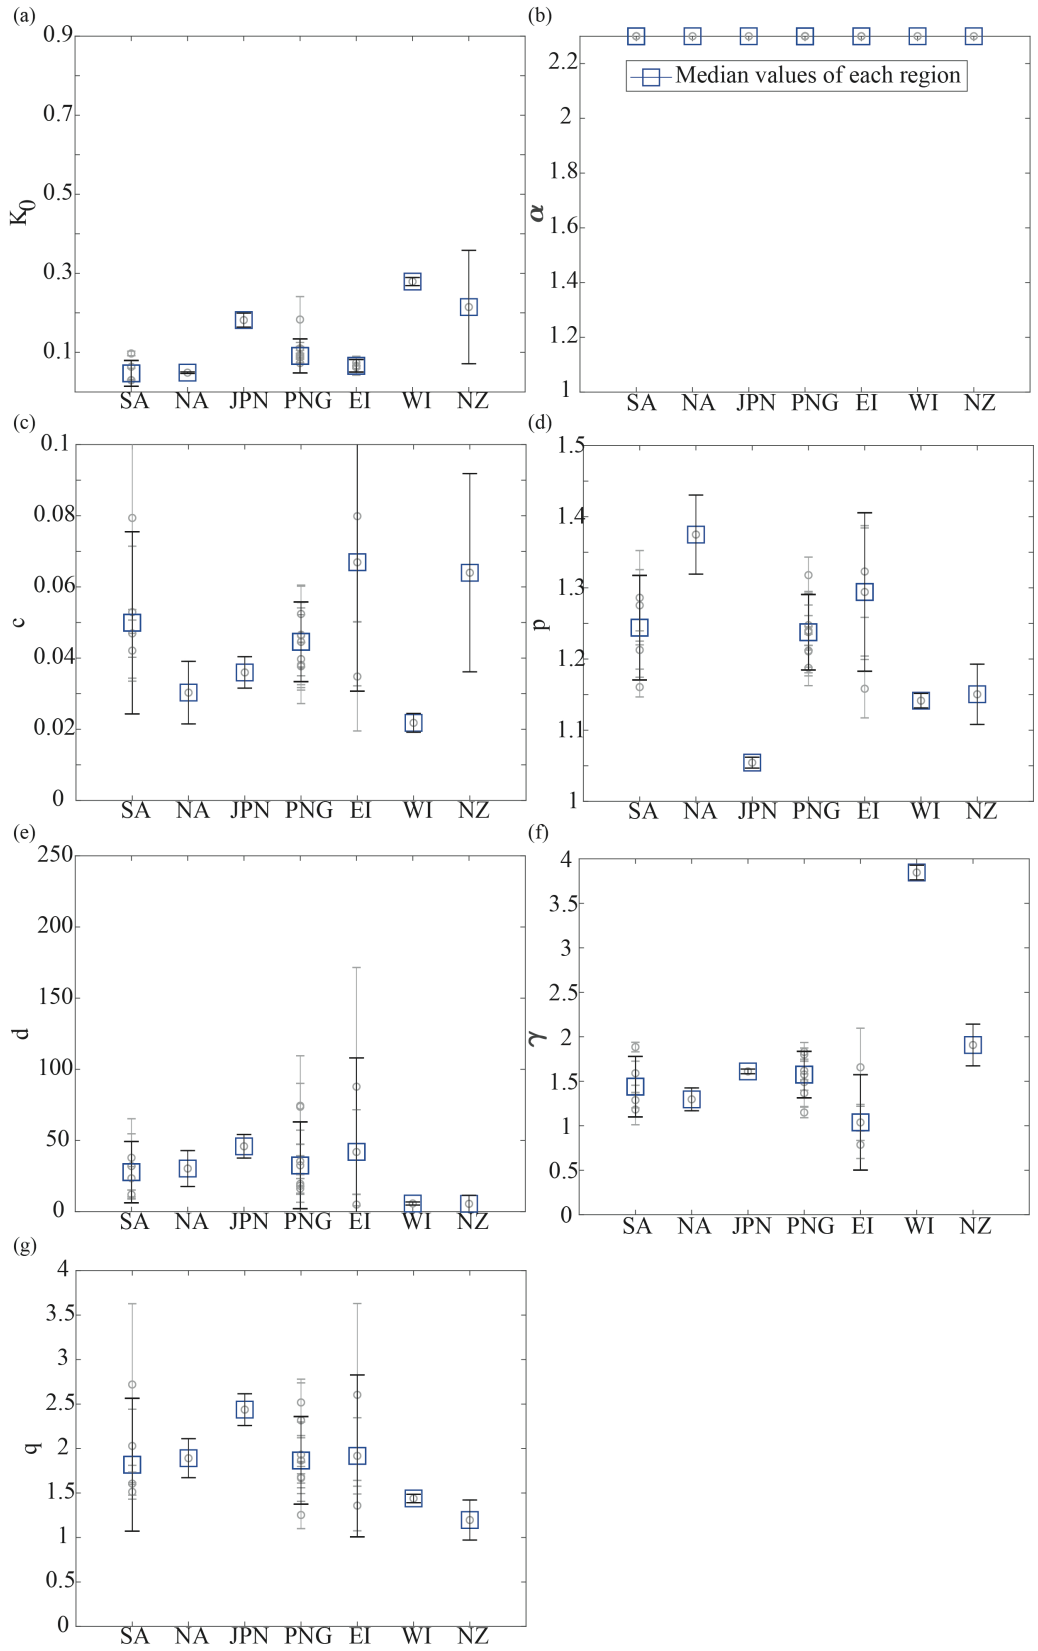 (a)
0.9
0.7
0.5
0.3
0.1
K0
SA NA JPN PNG EI WI NZ
(b)
2.2
2
1.8
1.6
1.4
1.2
1
α
Median values of each region
SA NA JPN PNG EI WI NZ
(c)
0.1
0.08
0.06
0.04
0.02
0
c
SA NA JPN PNG EI WI NZ
(d)
1.5
1.4
1.3
1.2
1.1
1
p
SA NA JPN PNG EI WI NZ
(e)
250
200
150
100
50
0
d
SA NA JPN PNG EI WI NZ
(f)
4
3.5
3
2.5
2
1.5
1
0.5
0
γ
SA NA JPN PNG EI WI NZ
(g)
4
3.5
3
2.5
2
1.5
1
0.5
0
q
SA NA JPN PNG EI WI NZ